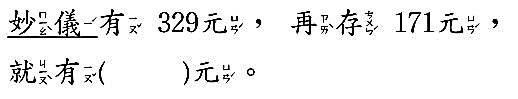 妙儀有 329元， 再存 171元，
就有(　　　)元。